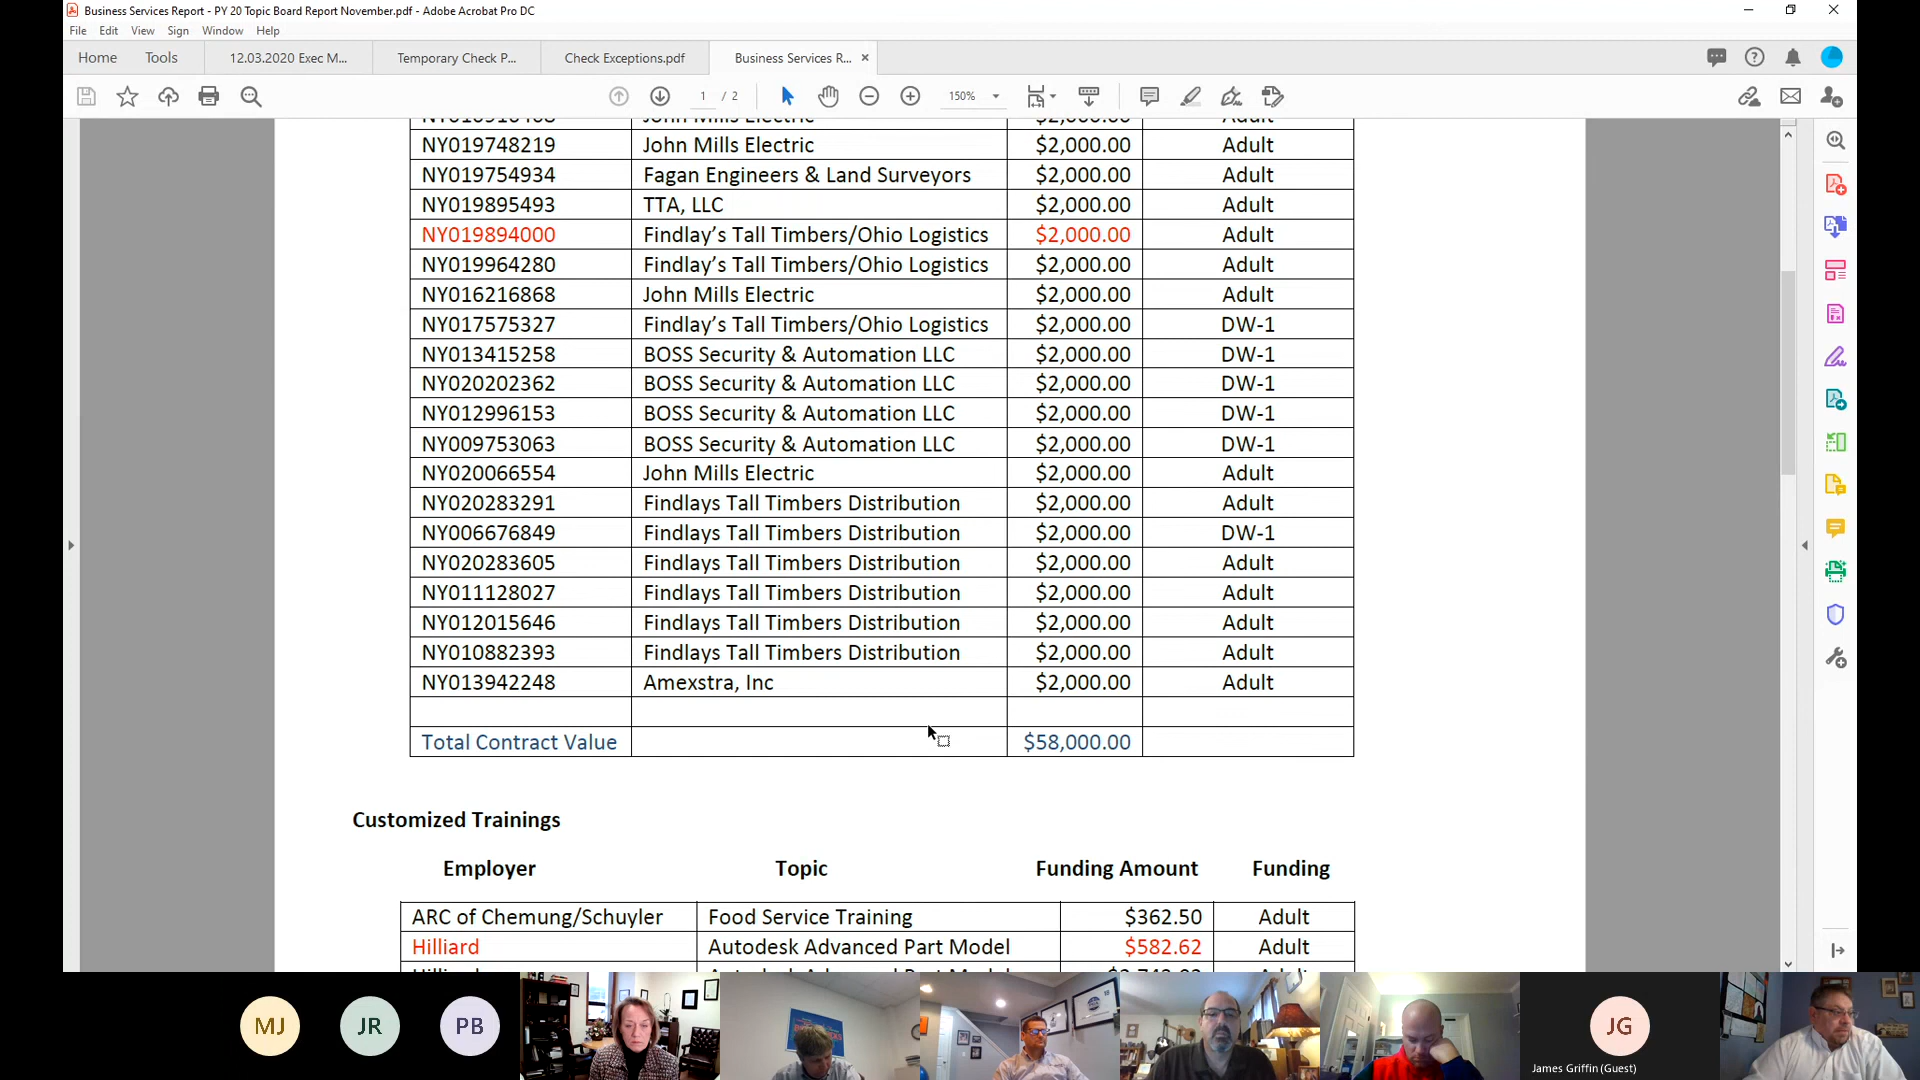 Business Services Report - PY 20 Topic Board Report November.pdf - Adobe Acrobat Pro DC
File Edit View Sign Window Help
Home Tools 12.03.2020 Exec M... Temporary Check P... Check Exceptions.pdf Business Services R... ×
1 / 2 150%
John Mills Electric $2,000.00 Adult
NY019748219 John Mills Electric $2,000.00 Adult
NY019754934 Fagan Engineers & Land Surveyors $2,000.00 Adult
NY019895493 TTA, LLC $2,000.00 Adult
NY019894000 Findlay’s Tall Timbers/Ohio Logistics $2,000.00 Adult
NY019964280 Findlay’s Tall Timbers/Ohio Logistics $2,000.00 Adult
NY016216868 John Mills Electric $2,000.00 Adult
NY017575327 Findlay’s Tall Timbers/Ohio Logistics $2,000.00 DW-1
NY013415258 BOSS Security & Automation LLC $2,000.00 DW-1
NY020202362 BOSS Security & Automation LLC $2,000.00 DW-1
NY012996153 BOSS Security & Automation LLC $2,000.00 DW-1
NY009753063 BOSS Security & Automation LLC $2,000.00 DW-1
NY020066554 John Mills Electric $2,000.00 Adult
NY020283291 Findlays Tall Timbers Distribution $2,000.00 Adult
NY006676849 Findlays Tall Timbers Distribution $2,000.00 DW-1
NY020283605 Findlays Tall Timbers Distribution $2,000.00 Adult
NY011128027 Findlays Tall Timbers Distribution $2,000.00 Adult
NY012015646 Findlays Tall Timbers Distribution $2,000.00 Adult
NY010882393 Findlays Tall Timbers Distribution $2,000.00 Adult
NY013942248 Amexstra, Inc $2,000.00 Adult
Total Contract Value $58,000.00
Customized Trainings
Employer Topic Funding Amount Funding
ARC of Chemung/Schuyler Food Service Training $362.50 Adult
Hilliard Autodesk Advanced Part Model $582.62 Adult
MJ JR PB JG
James Griffin (Guest)